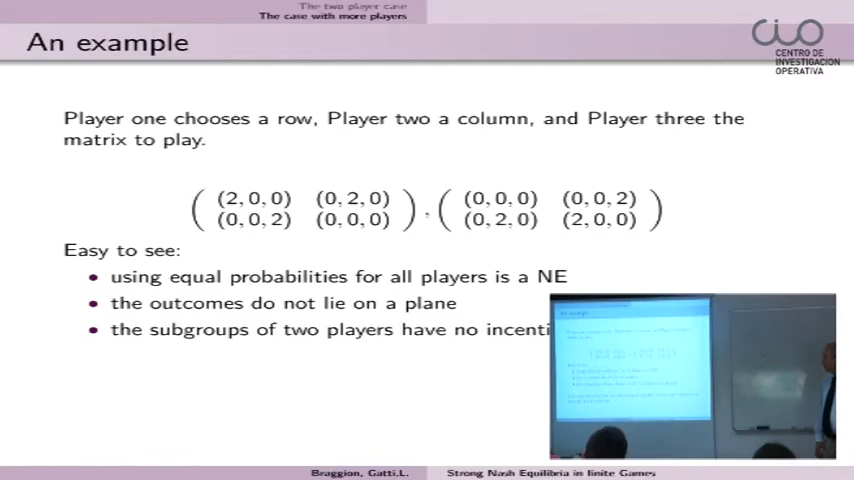 The two player case
The case with more players
An example
CENTRO DE
INVESTIGACION
OPERATIVA
Player one chooses a row, Player two a column, and Player three the
matrix to play.
(2,0,0) (0,2,0) (0,0,0) (0,0,2)
(0,0,2) (0,0,0) , (0,2,0) (2,0,0)
Easy to see:
• using equal probabilities for all players is a NE
• the outcomes do not lie on a plane
• the subgroups of two players have no incenti
Braggion, Gatti,L. Strong Nash Equilibria in finite Games